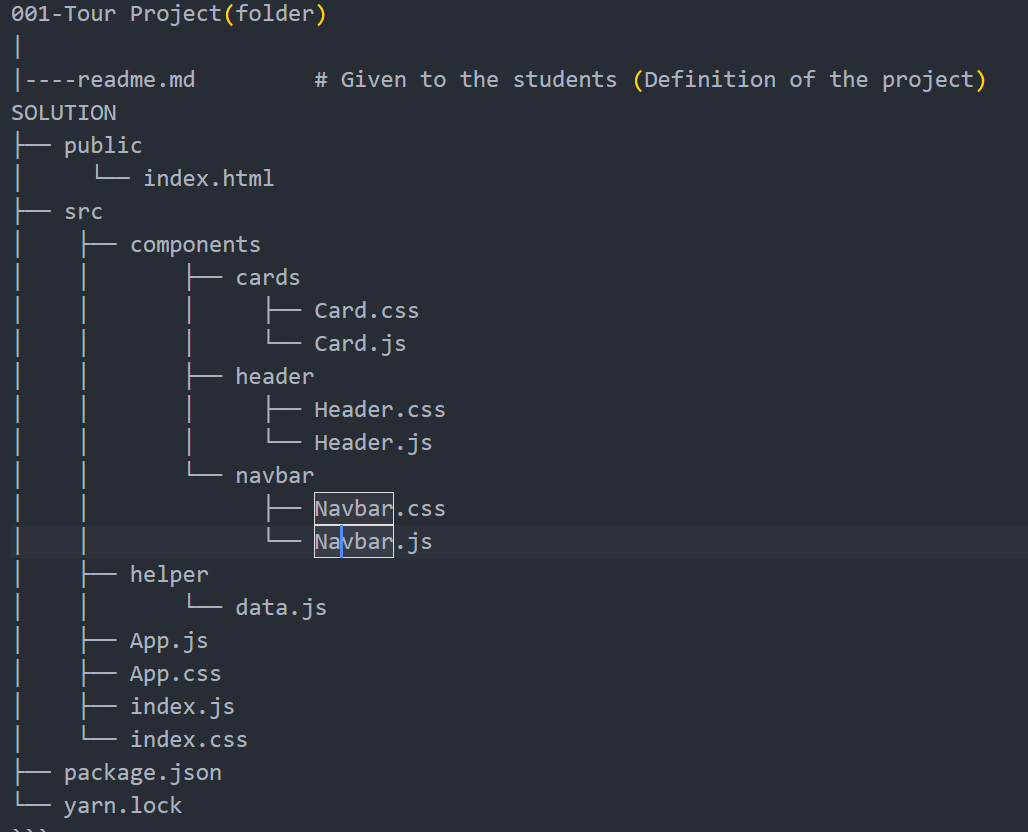 001-Tour Project(folder)
|
|----readme.md         # Given to the students (Definition of the project)
SOLUTION
├── public
│     └── index.html
├── src
│    ├── components
│    │       ├── cards
│    │       │     ├── Card.css
│    │       │     └── Card.js
│    │       ├── header
│    │       │     ├── Header.css
│    │       │     └── Header.js
│    │       └── navbar
│    │             ├── Navbar.css
│    │             └── Navbar.js
│    ├── helper
│    │       └── data.js
│    ├── App.js
│    ├── App.css
│    ├── index.js
│    └── index.css
├── package.json
└── yarn.lock
```